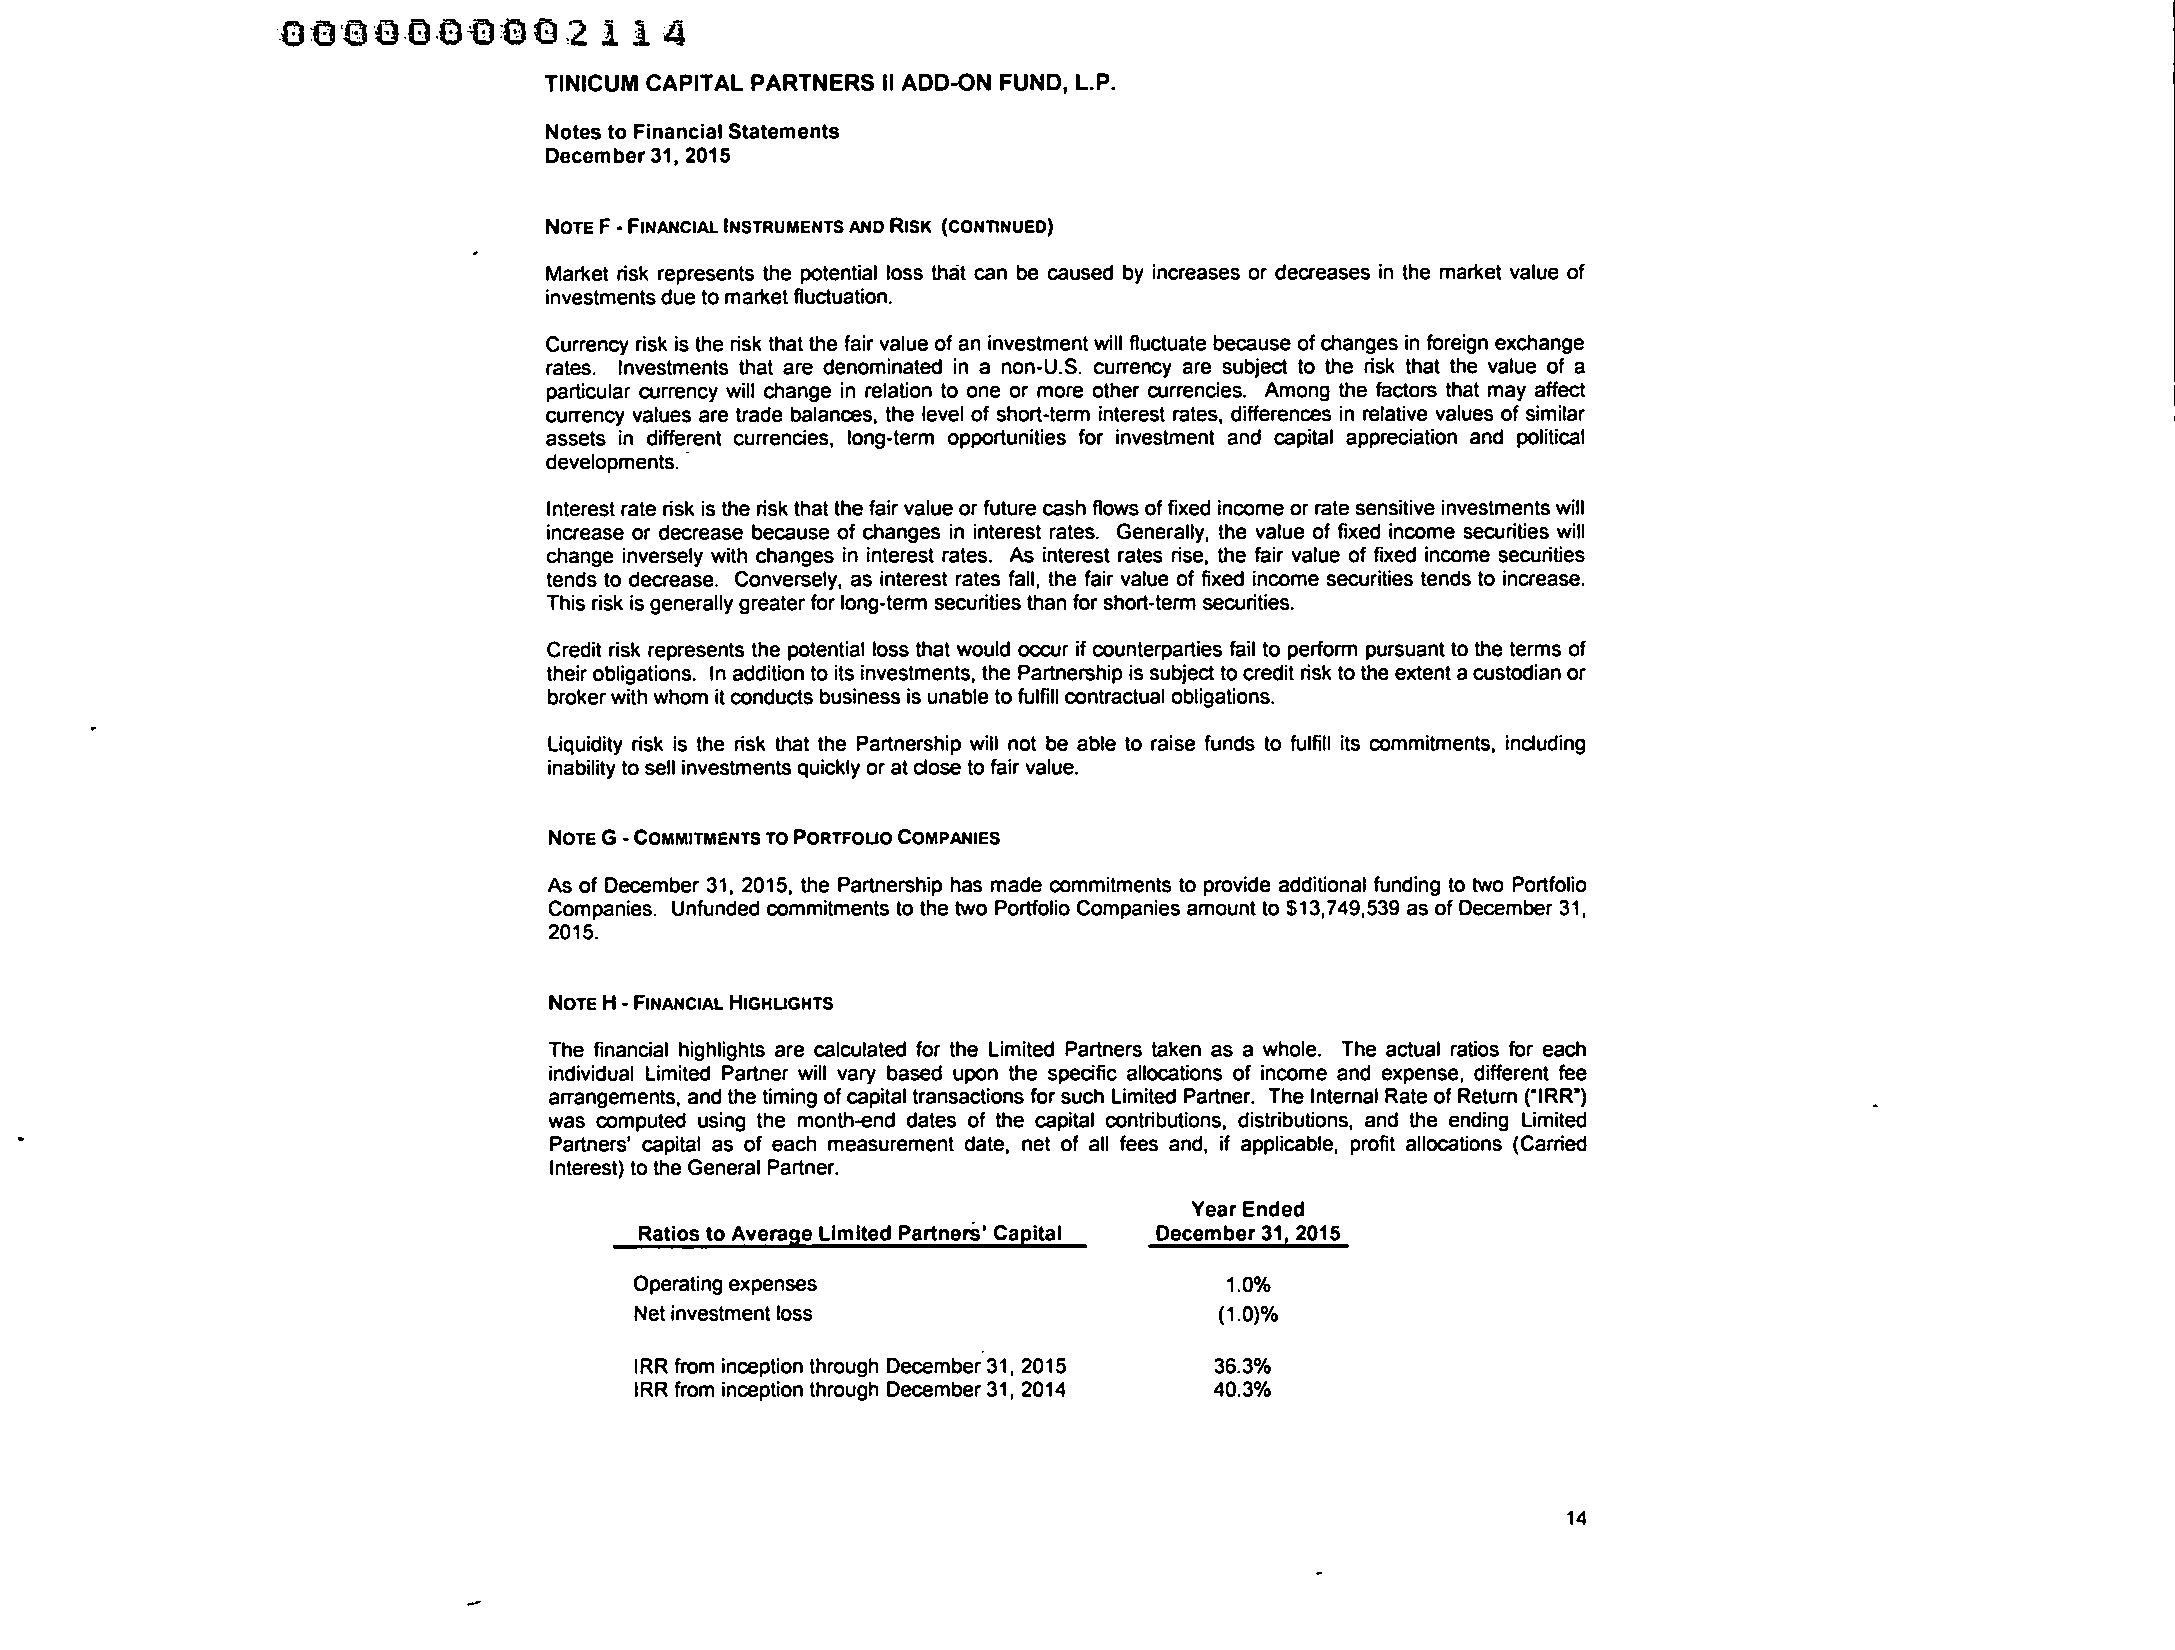 0000000002114
TINICUM CAPITAL PARTNERS II ADD-ON FUND, L.P.
Notes to Financial Statements
December 31, 2015
NOTE F - FINANCIAL INSTRUMENTS AND RISK (CONTINUED)
Market risk represents the potential loss that can be caused by increases or decreases in the market value of
investments due to market fluctuation.
Currency risk is the risk that the fair value of an investment will fluctuate because of changes in foreign exchange
rates. Investments that are denominated in a non-U.S. currency are subject to the risk that the value of a
particular currency will change in relation to one or more other currencies. Among the factors that may affect
currency values are trade balances, the level of short-term interest rates, differences in relative values of similar
assets in different currencies, long-term opportunities for investment and capital appreciation and political
developments.
Interest rate risk is the risk that the fair value or future cash flows of fixed income or rate sensitive investments will
increase or decrease because of changes in interest rates. Generally, the value of fixed income securities will
change inversely with changes in interest rates. As interest rates rise, the fair value of fixed income securities
tends to decrease. Conversely, as interest rates fall, the fair value of fixed income securities tends to increase.
This risk is generally greater for long-term securities than for short-term securities.
Credit risk represents the potential loss that would occur if counterparties fail to perform pursuant to the terms of
their obligations. In addition to its investments, the Partnership is subject to credit risk to the extent a custodian or
broker with whom it conducts business is unable to fulfill contractual obligations.
Liquidity risk is the risk that the Partnership will not be able to raise funds to fulfill its commitments, including
inability to sell investments quickly or at close to fair value.
NOTE G - COMMITMENTS TO PORTFOLIO COMPANIES
As of December 31, 2015, the Partnership has made commitments to provide additional funding to two Portfolio
Companies. Unfunded commitments to the two Portfolio Companies amount to $13,749,539 as of December 31,
2015.
NOTE H - FINANCIAL HIGHLIGHTS
The financial highlights are calculated for the Limited Partners taken as a whole. The actual ratios for each
individual Limited Partner will vary based upon the specific allocations of income and expense, different fee
arrangements, and the timing of capital transactions for such Limited Partner. The Internal Rate of Return ("IRR")
was computed using the month-end dates of the capital contributions, distributions, and the ending Limited
Partners' capital as of each measurement date, net of all fees and, if applicable, profit allocations (Carried
Interest) to the General Partner.
Year Ended
Ratios to Average Limited Partners' Capital December 31, 2015
Operating expenses 1.0%
Net investment loss (1.0)%
IRR from inception through December 31, 2015 36.3%
IRR from inception through December 31, 2014 40.3%
14